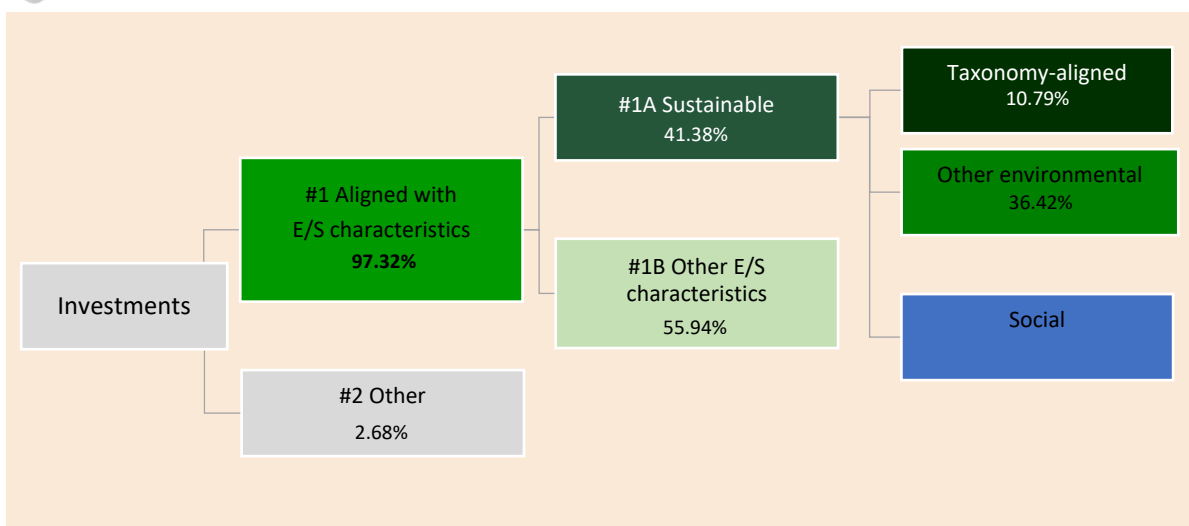 Investments
#1 Aligned with
E/S characteristics
97.32%
#2 Other
2.68%
#1A Sustainable
41.38%
#1B Other E/S
characteristics
55.94%
Taxonomy-aligned
10.79%
Other environmental
36.42%
Social